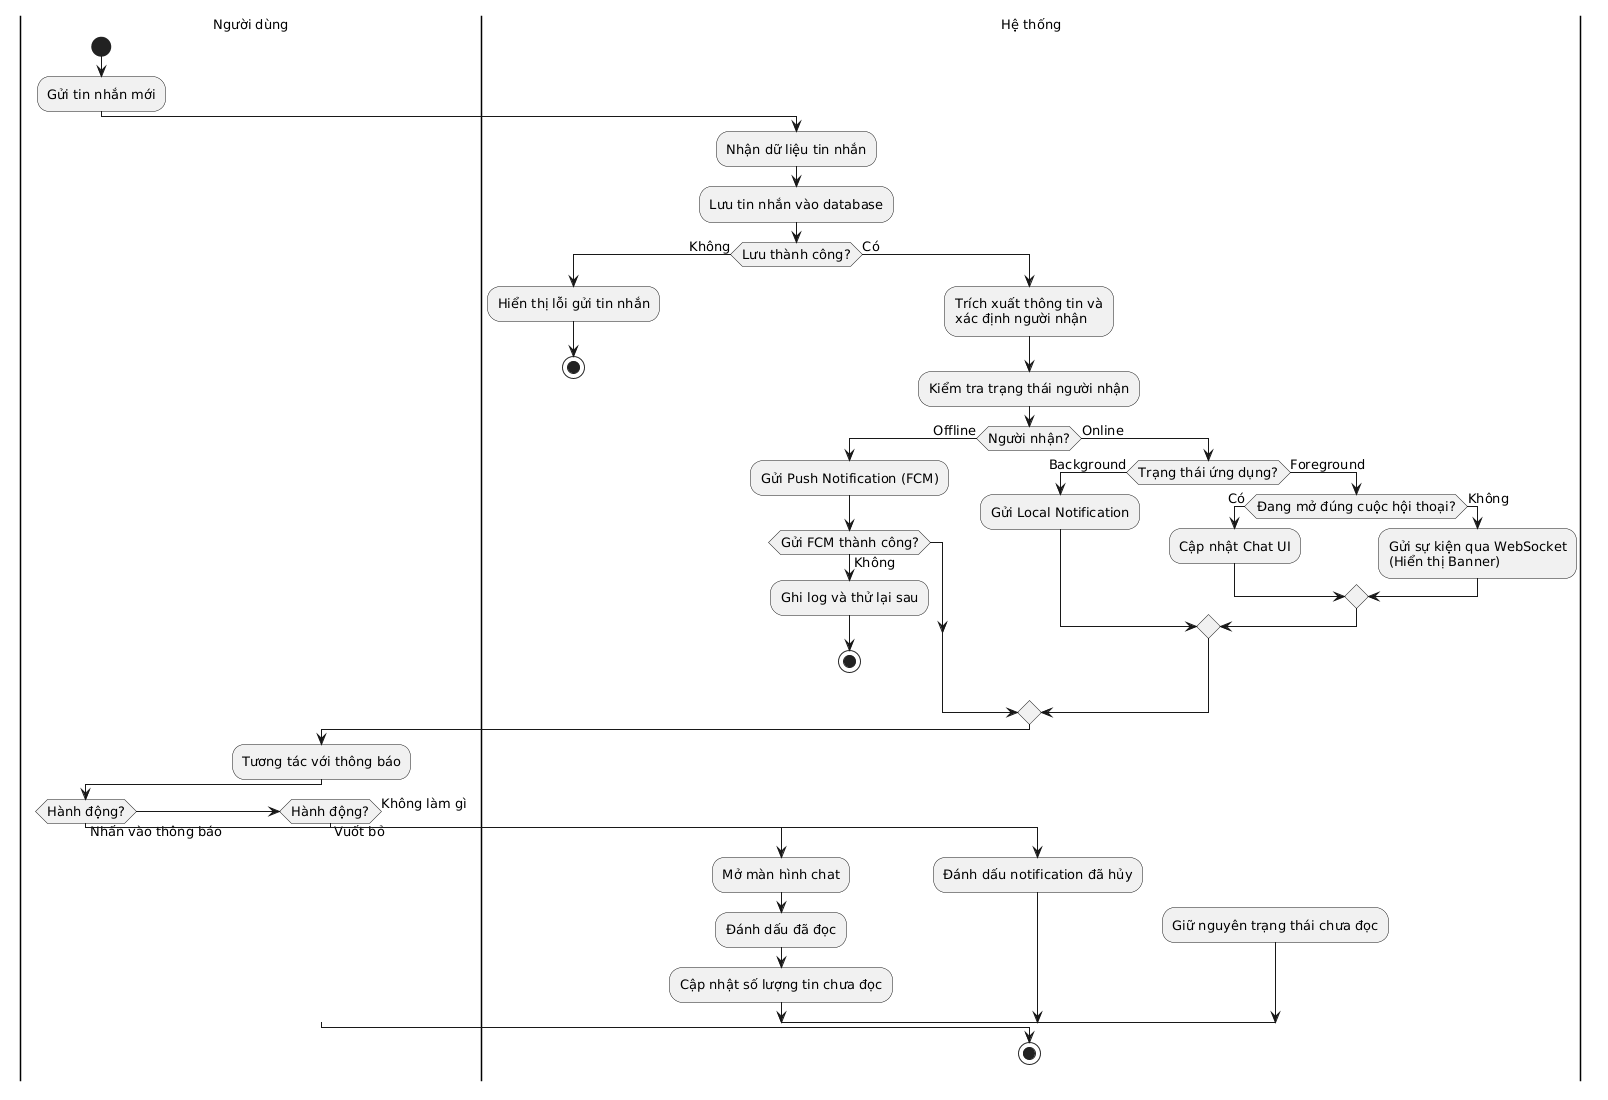 Người dùng
Hệ thống
Gửi tin nhắn mới
Nhận dữ liệu tin nhắn
Lưu tin nhắn vào database
Không
Lưu thành công?
Có
Hiển thị lỗi gửi tin nhắn
Trích xuất thông tin và
xác định người nhận
Kiểm tra trạng thái người nhận
Offline
Người nhận?
Online
Gửi Push Notification (FCM)
Background
Trạng thái ứng dụng?
Foreground
Gửi Local Notification
Có
Đang mở đúng cuộc hội thoại?
Không
Gửi FCM thành công?
Không
Cập nhật Chat UI
Gửi sự kiện qua WebSocket
(Hiển thị Banner)
Ghi log và thử lại sau
Tương tác với thông báo
Hành động?
Hành động?
Không làm gì
Nhấn vào thông báo
Vuốt bỏ
Mở màn hình chat
Đánh dấu notification đã hủy
Đánh dấu đã đọc
Giữ nguyên trạng thái chưa đọc
Cập nhật số lượng tin chưa đọc